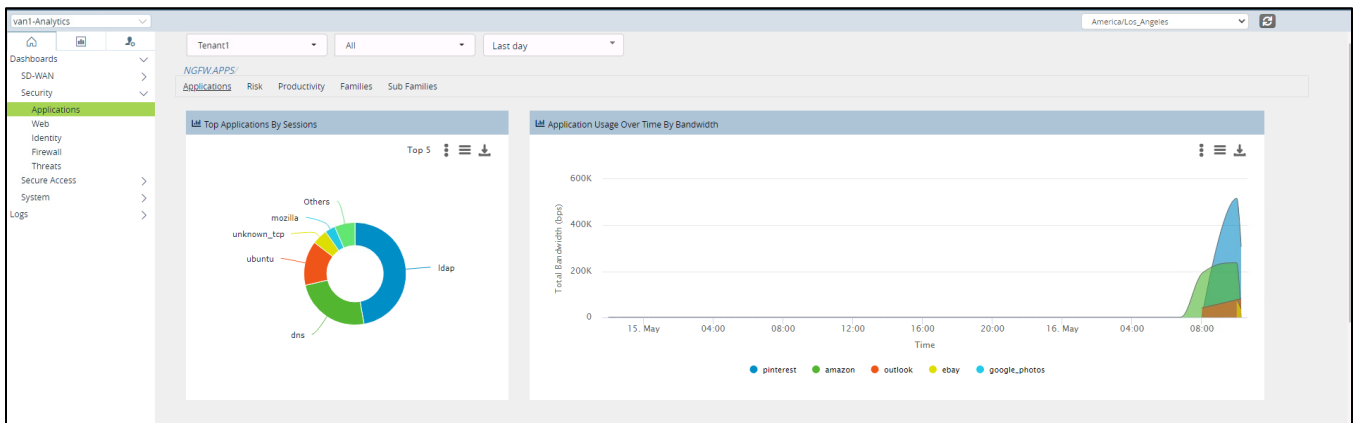 van1-Analytics
America/Los_Angeles
Dashboards
SD-WAN
Security
Applications
Web
Identity
Firewall
Threats
Secure Access
System
Logs
Tenant1
All
Last day
NGFW.APPS/
Applications Risk Productivity Families Sub Families
Top Applications By Sessions
Top 5
Others
mozilla
unknown_tcp
ubuntu
ldap
dns
Application Usage Over Time By Bandwidth
Total Bandwidth (bps)
600K
400K
200K
0
15. May 04:00 08:00 12:00 16:00 20:00 16. May 04:00 08:00
Time
pinterest amazon outlook ebay google_photos